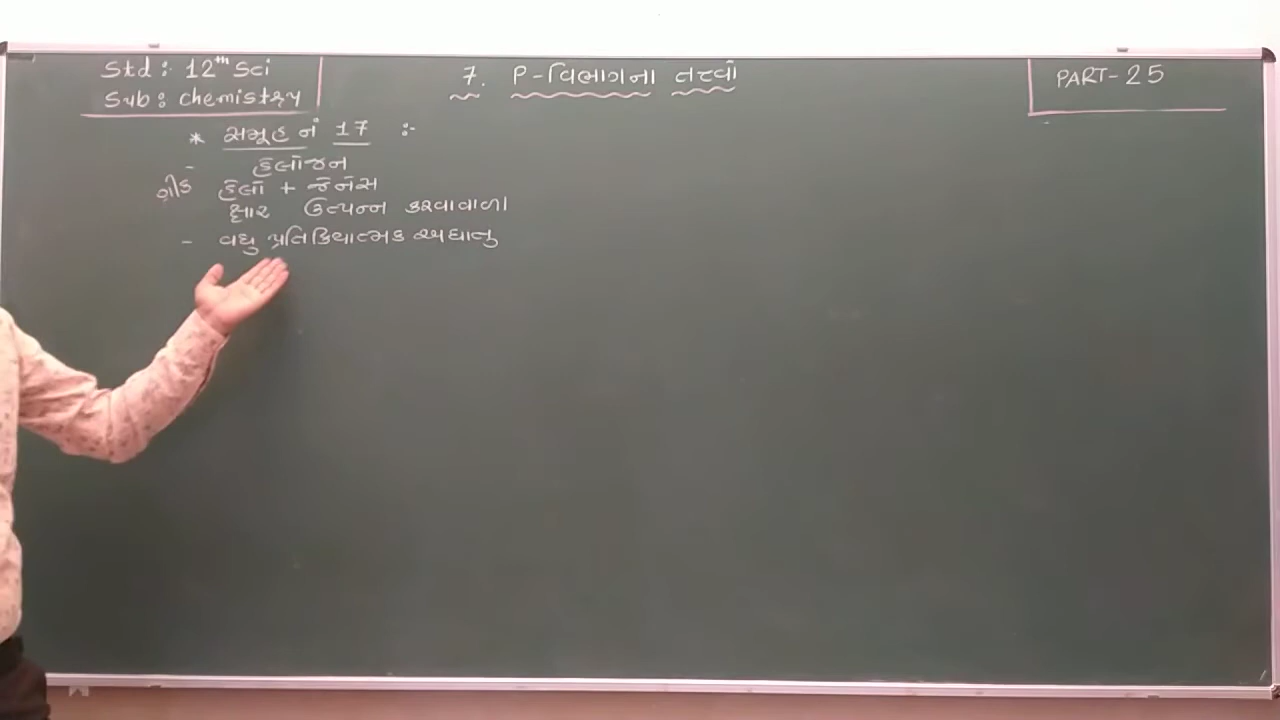 Std : 12th Sci
Sub : Chemistry
7. P-વિભાગના તત્વો
PART-25
* સમૂહ નં 17 :-
- હેલોજન
ગ્રીક હેલો + જેનેસ
ક્ષાર ઉત્પન્ન કરવાવાળા
- વધુ પ્રતિક્રિયાત્મક અધાતુ